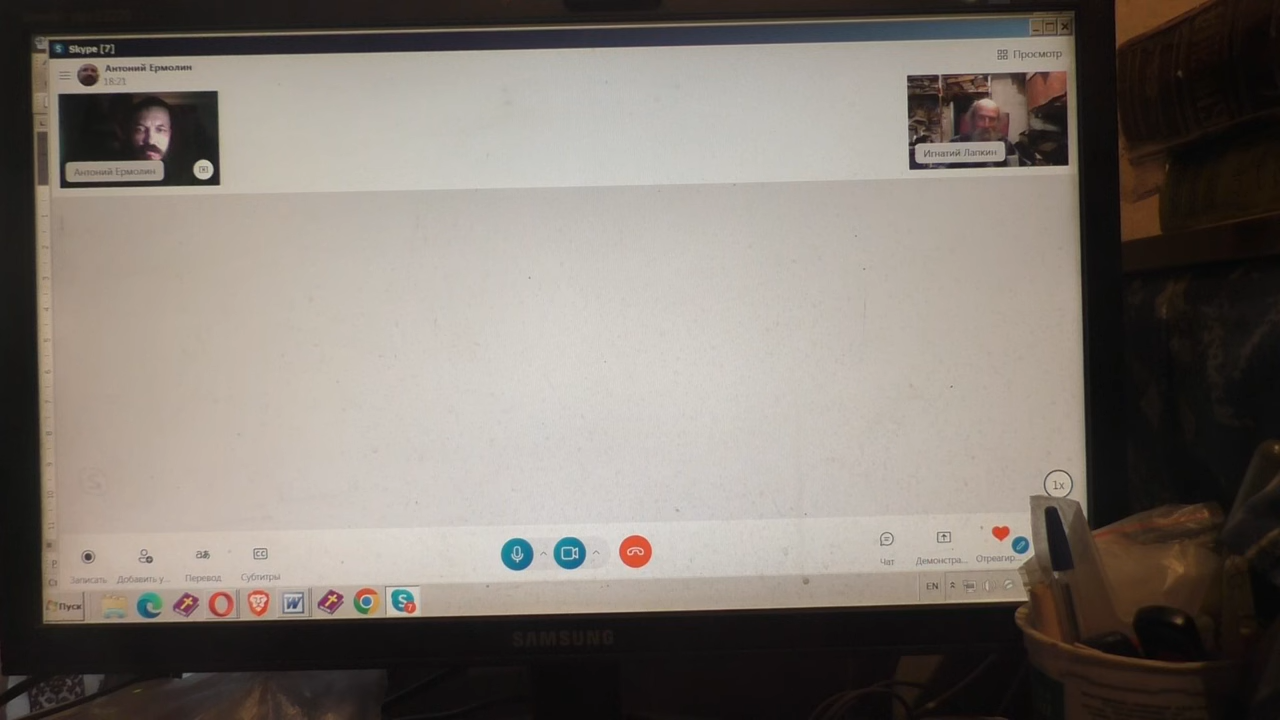 Skype [7]
Антоний Ермолин
18:21
Просмотр
Антоний Ермолин
Игнатий Лапкин
1x
Записать
Добавить у...
Перевод
Субтитры
Чат
Демонстра...
Отреагир...
Пуск
EN
SAMSUNG